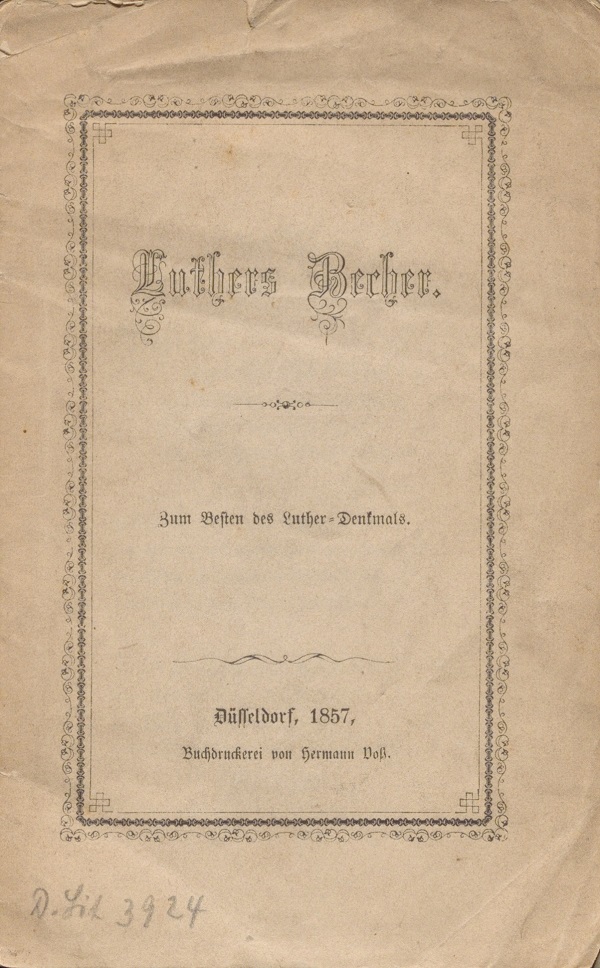 Luthers Becher.
Zum Besten des Luther-Denkmals.
Düsseldorf, 1857,
Buchdruckerei von Hermann Voß.
D. Lit 3924